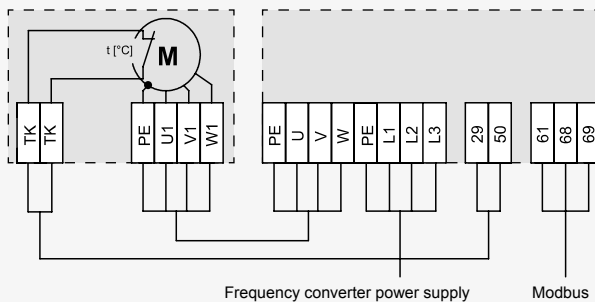 t [°C]
M
TK TK PE U1 V1 W1 PE U V W PE L1 L2 L3 29 50 61 68 69
Frequency converter power supply Modbus